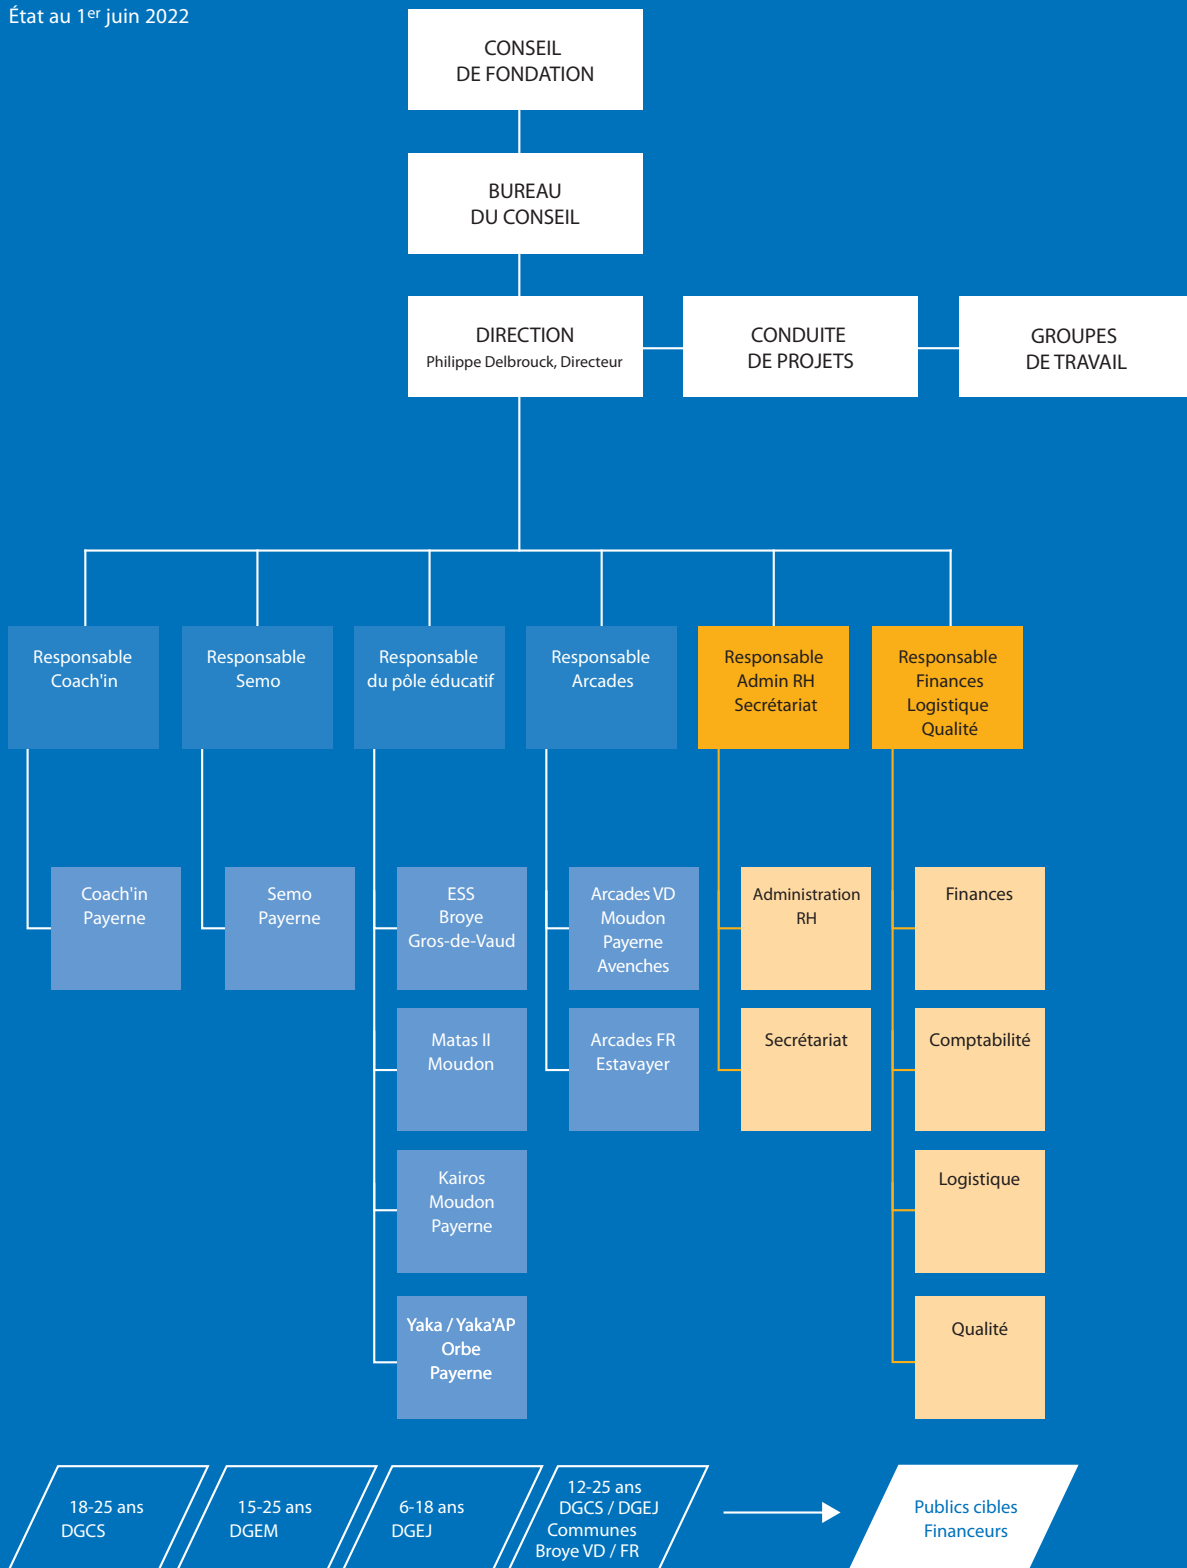 État au 1er juin 2022
CONSEIL
DE FONDATION
BUREAU
DU CONSEIL
DIRECTION
Philippe Delbrouck, Directeur
CONDUITE
DE PROJETS
GROUPES
DE TRAVAIL
Responsable
Coach'in
Responsable
Semo
Responsable
du pôle éducatif
Responsable
Arcades
Responsable
Admin RH
Secrétariat
Responsable
Finances
Logistique
Qualité
Coach'in
Payerne
Semo
Payerne
ESS
Broye
Gros-de-Vaud
Arcades VD
Moudon
Payerne
Avenches
Administration
RH
Finances
Matas II
Moudon
Arcades FR
Estavayer
Secrétariat
Comptabilité
Kairos
Moudon
Payerne
Logistique
Yaka / Yaka'AP
Orbe
Payerne
Qualité
18-25 ans
DGCS
15-25 ans
DGEM
6-18 ans
DGEJ
12-25 ans
DGCS / DGEJ
Communes
Broye VD / FR
Publics cibles
Financeurs